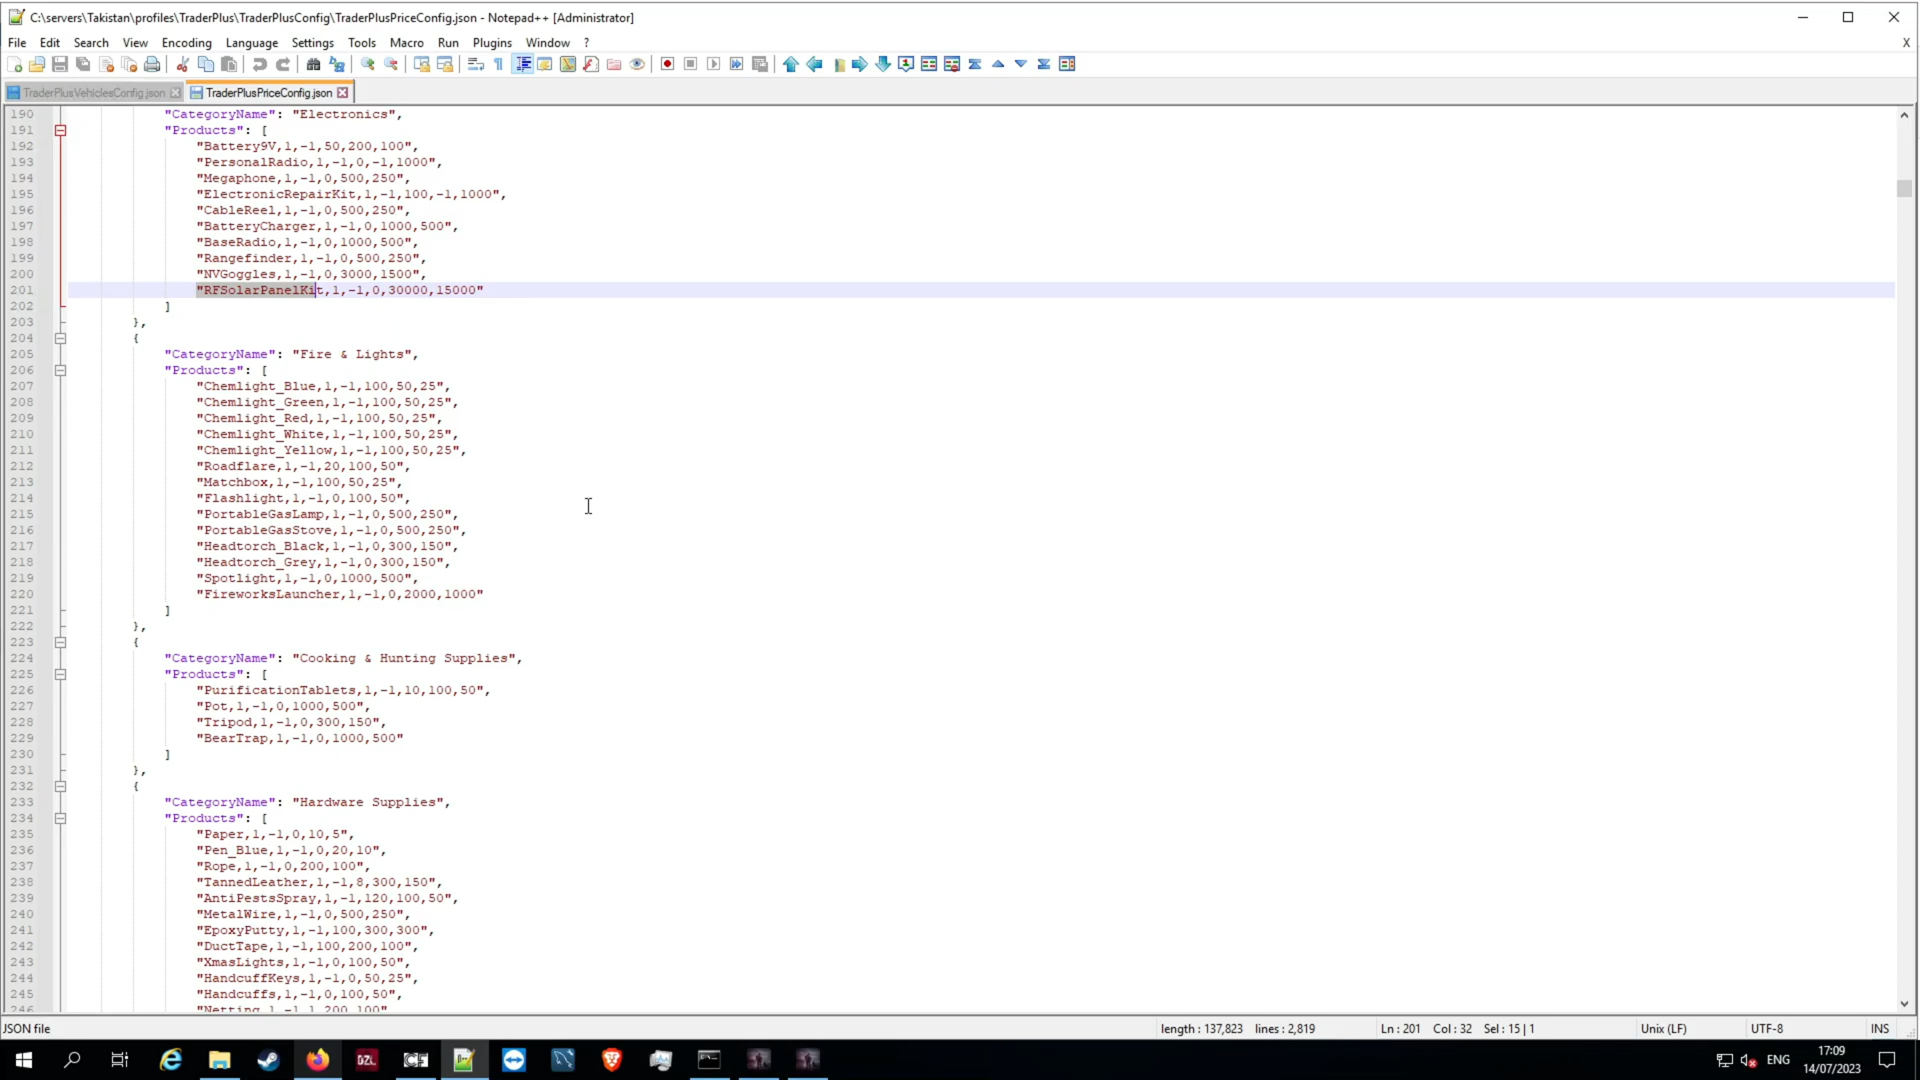 C:\servers\Takistan\profiles\TraderPlus\TraderPlusConfig\TraderPlusPriceConfig.json - Notepad++ [Administrator]
File Edit Search View Encoding Language Settings Tools Macro Run Plugins Window ? X
TraderPlusVehiclesConfig.json TraderPlusPriceConfig.json
190 "CategoryName": "Electronics",
191 "Products": [
192 "Battery9V,1,-1,50,200,100",
193 "PersonalRadio,1,-1,0,-1,1000",
194 "Megaphone,1,-1,0,500,250",
195 "ElectronicRepairKit,1,-1,100,-1,1000",
196 "CableReel,1,-1,0,500,250",
197 "BatteryCharger,1,-1,0,1000,500",
198 "BaseRadio,1,-1,0,1000,500",
199 "Rangefinder,1,-1,0,500,250",
200 "NVGoggles,1,-1,0,3000,1500",
201 "RFSolarPanelKit,1,-1,0,30000,15000"
202 ]
203 },
204 {
205 "CategoryName": "Fire & Lights",
206 "Products": [
207 "Chemlight_Blue,1,-1,100,50,25",
208 "Chemlight_Green,1,-1,100,50,25",
209 "Chemlight_Red,1,-1,100,50,25",
210 "Chemlight_White,1,-1,100,50,25",
211 "Chemlight_Yellow,1,-1,100,50,25",
212 "Roadflare,1,-1,20,100,50",
213 "Matchbox,1,-1,100,50,25",
214 "Flashlight,1,-1,0,100,50",
215 "PortableGasLamp,1,-1,0,500,250",
216 "PortableGasStove,1,-1,0,500,250",
217 "Headtorch_Black,1,-1,0,300,150",
218 "Headtorch_Grey,1,-1,0,300,150",
219 "Spotlight,1,-1,0,1000,500",
220 "FireworksLauncher,1,-1,0,2000,1000"
221 ]
222 },
223 {
224 "CategoryName": "Cooking & Hunting Supplies",
225 "Products": [
226 "PurificationTablets,1,-1,10,100,50",
227 "Pot,1,-1,0,1000,500",
228 "Tripod,1,-1,0,300,150",
229 "BearTrap,1,-1,0,1000,500"
230 ]
231 },
232 {
233 "CategoryName": "Hardware Supplies",
234 "Products": [
235 "Paper,1,-1,0,10,5",
236 "Pen_Blue,1,-1,0,20,10",
237 "Rope,1,-1,0,200,100",
238 "TannedLeather,1,-1,8,300,150",
239 "AntiPestsSpray,1,-1,120,100,50",
240 "MetalWire,1,-1,0,500,250",
241 "EpoxyPutty,1,-1,100,300,300",
242 "DuctTape,1,-1,100,200,100",
243 "XmasLights,1,-1,0,100,50",
244 "HandcuffKeys,1,-1,0,50,25",
245 "Handcuffs,1,-1,0,100,50",
246 "Netting,1,-1,1,200,100"
JSON file length : 137,823 lines : 2,819 Ln : 201 Col : 32 Sel : 15 | 1 Unix (LF) UTF-8 INS
DZL CF ENG 17:09
14/07/2023